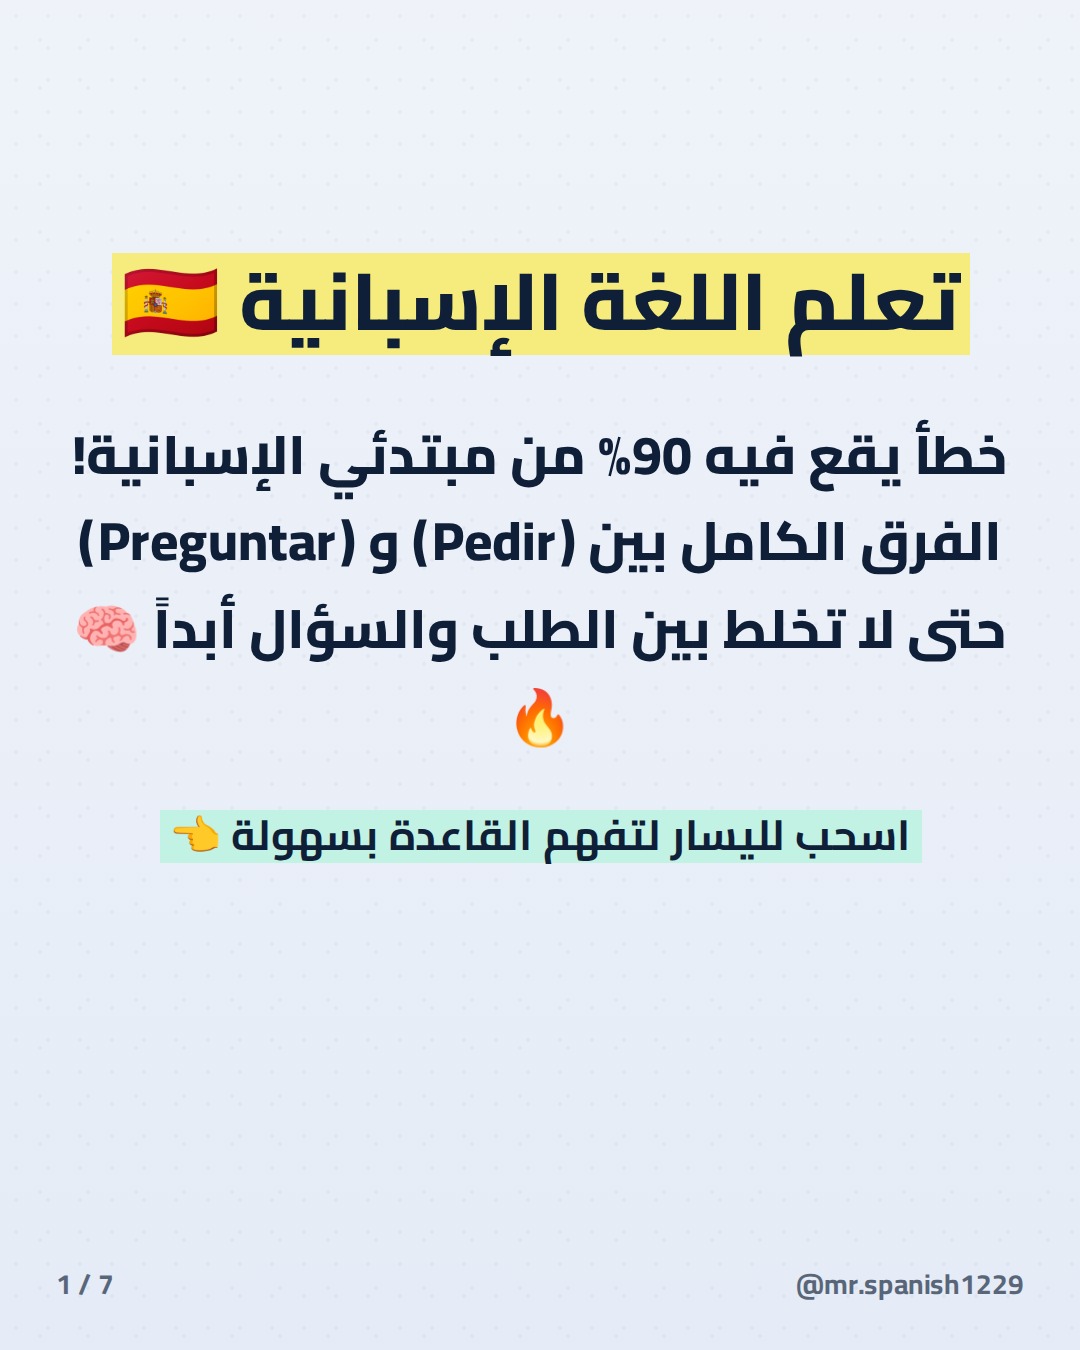 تعلم اللغة الإسبانية 🇪🇸
خطأ يقع فيه 90% من مبتدئي الإسبانية!
الفرق الكامل بين (Pedir) و (Preguntar)
حتى لا تخلط بين الطلب والسؤال أبداً 🧠
🔥
اسحب لليسار لتفهم القاعدة بسهولة 👈
1 / 7
@mr.spanish1229